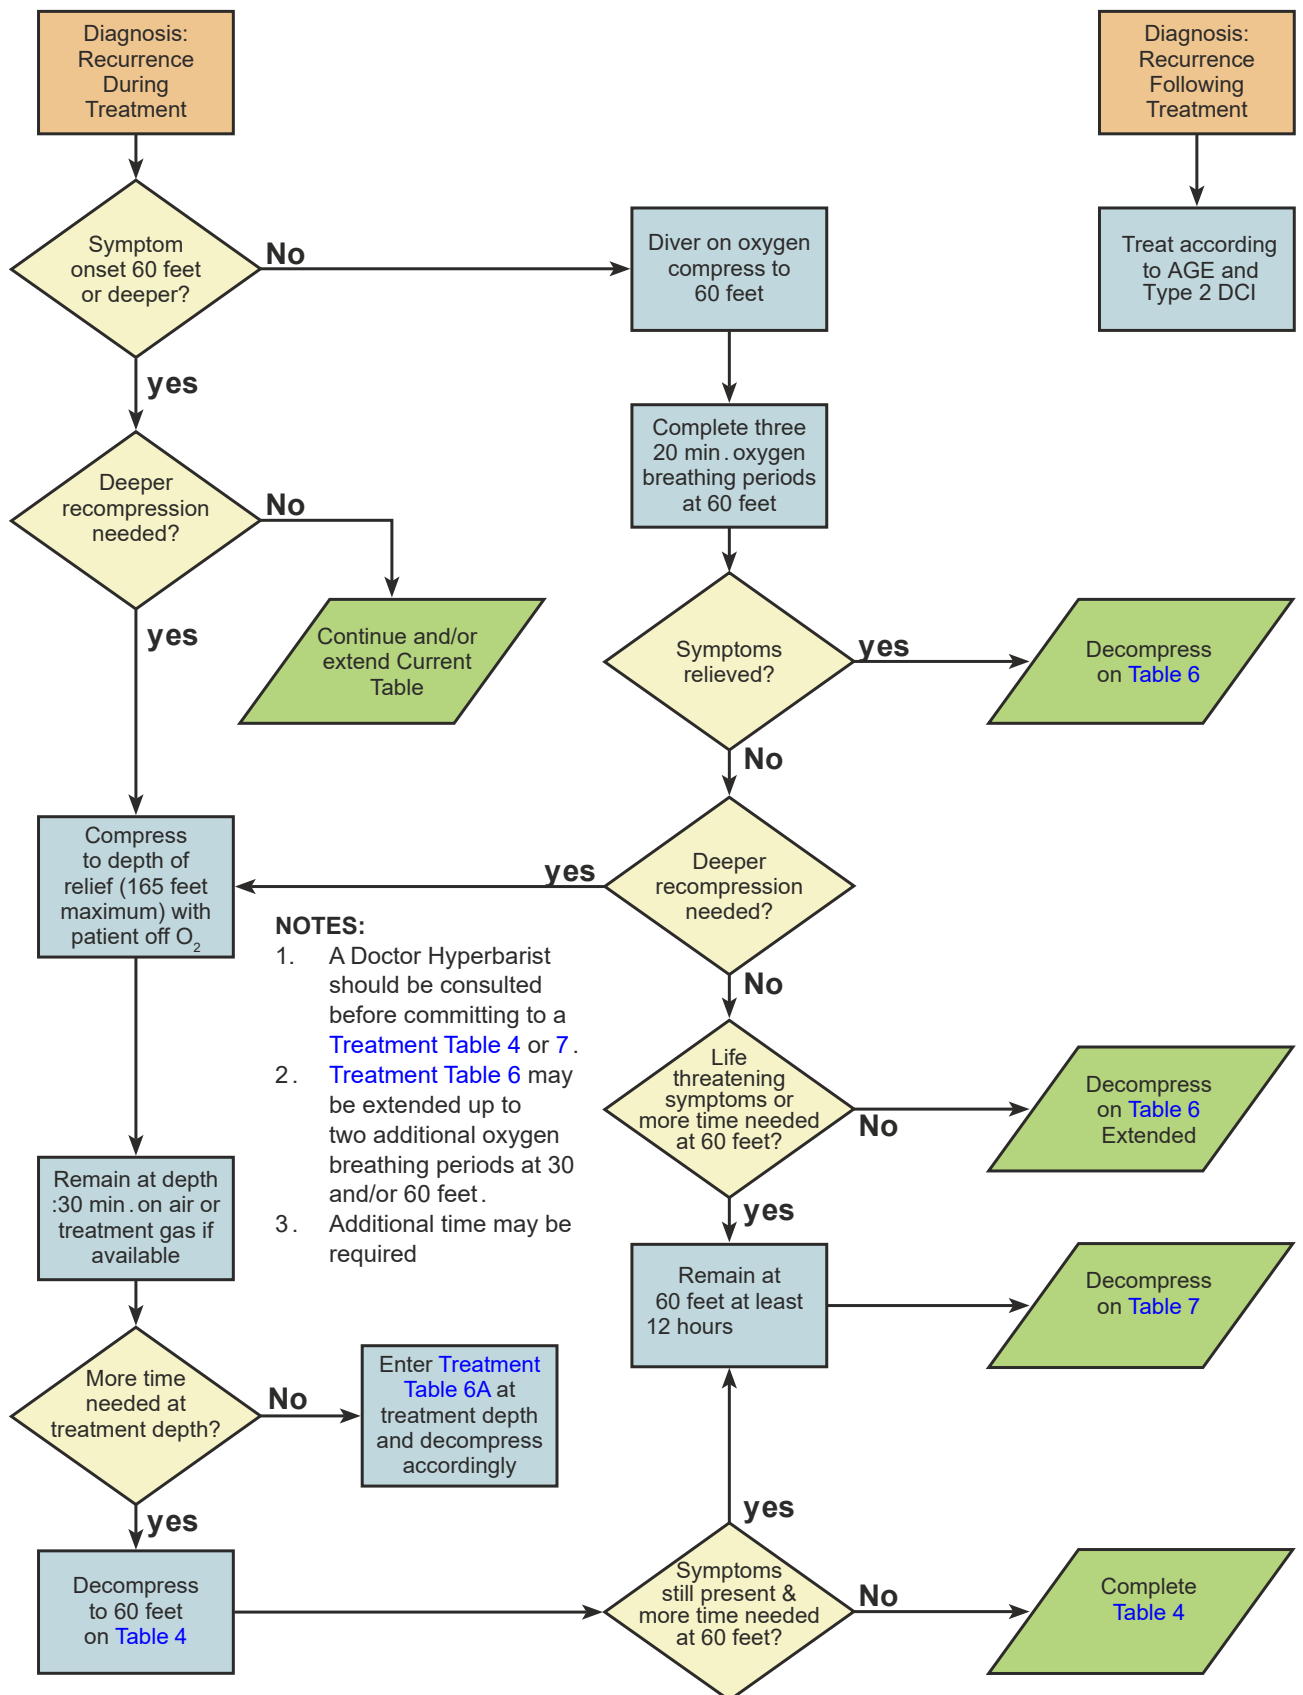 Diagnosis:
Recurrence
During
Treatment
Diagnosis:
Recurrence
Following
Treatment
Symptom
onset 60 feet
or deeper?
No
yes
Diver on oxygen
compress to
60 feet
Treat according
to AGE and
Type 2 DCI
Complete three
20 min. oxygen
breathing periods
at 60 feet
Deeper
recompression
needed?
No
yes
Continue and/or
extend Current
Table
Symptoms
relieved?
yes
No
Decompress
on Table 6
Compress
to depth of
relief (165 feet
maximum) with
patient off O2
Deeper
recompression
needed?
yes
No
NOTES:
1. A Doctor Hyperbarist
should be consulted
before committing to a
Treatment Table 4 or 7.
2. Treatment Table 6 may
be extended up to
two additional oxygen
breathing periods at 30
and/or 60 feet.
3. Additional time may be
required
Life
threatening
symptoms or
more time needed
at 60 feet?
No
yes
Decompress
on Table 6
Extended
Remain at depth
:30 min. on air or
treatment gas if
available
Remain at
60 feet at least
12 hours
Decompress
on Table 7
More time
needed at
treatment depth?
No
yes
Enter Treatment
Table 6A at
treatment depth
and decompress
accordingly
Decompress
to 60 feet
on Table 4
yes
Symptoms
still present &
more time needed
at 60 feet?
No
Complete
Table 4